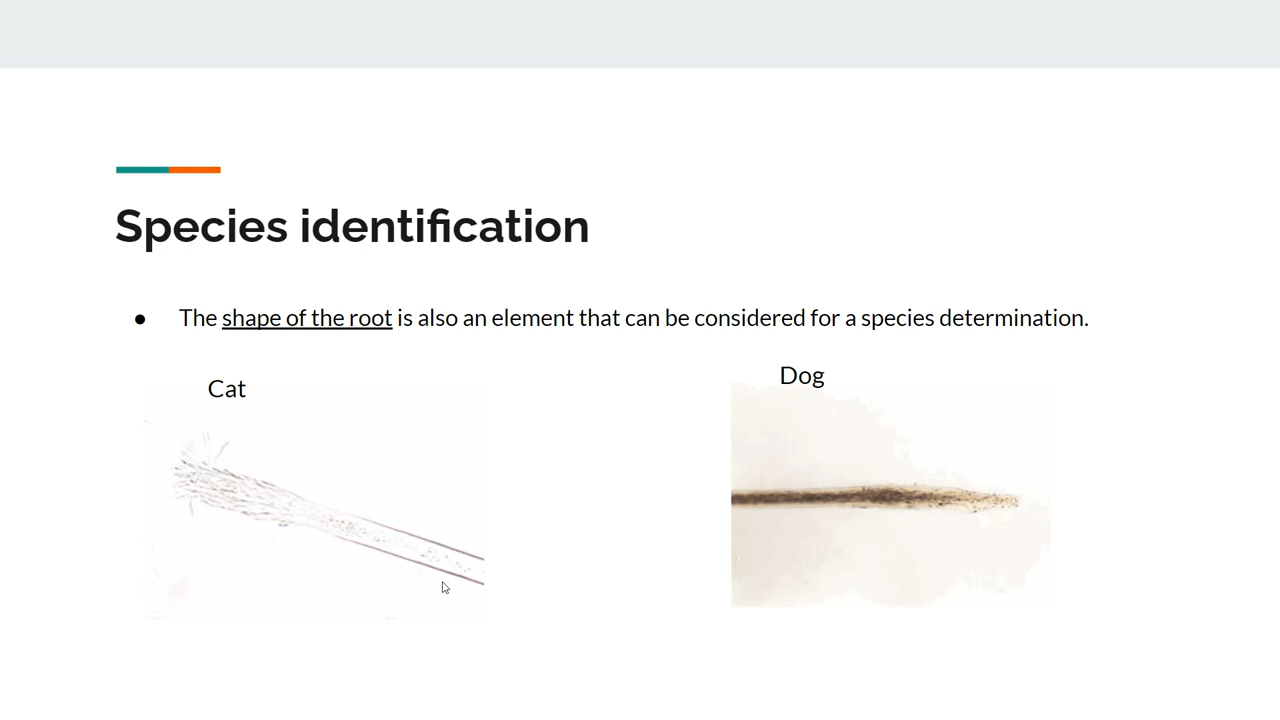 Species identification
● The shape of the root is also an element that can be considered for a species determination.
Cat
Dog